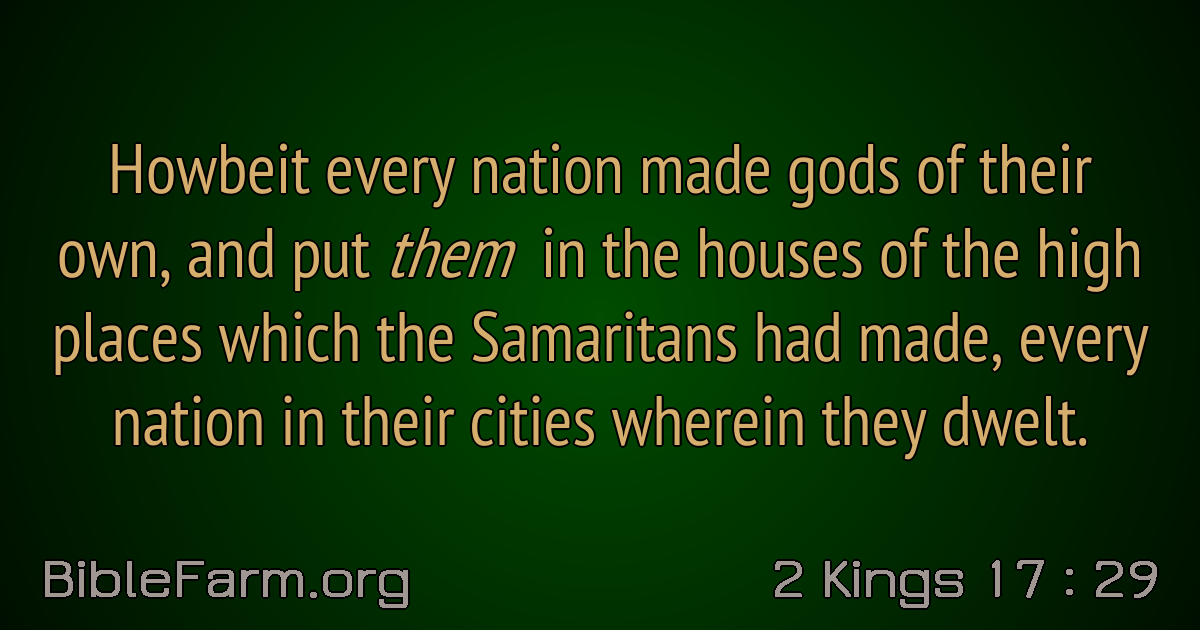 Howbeit every nation made gods of their
own, and put them in the houses of the high
places which the Samaritans had made, every
nation in their cities wherein they dwelt.
BibleFarm.org
2 Kings 17 : 29